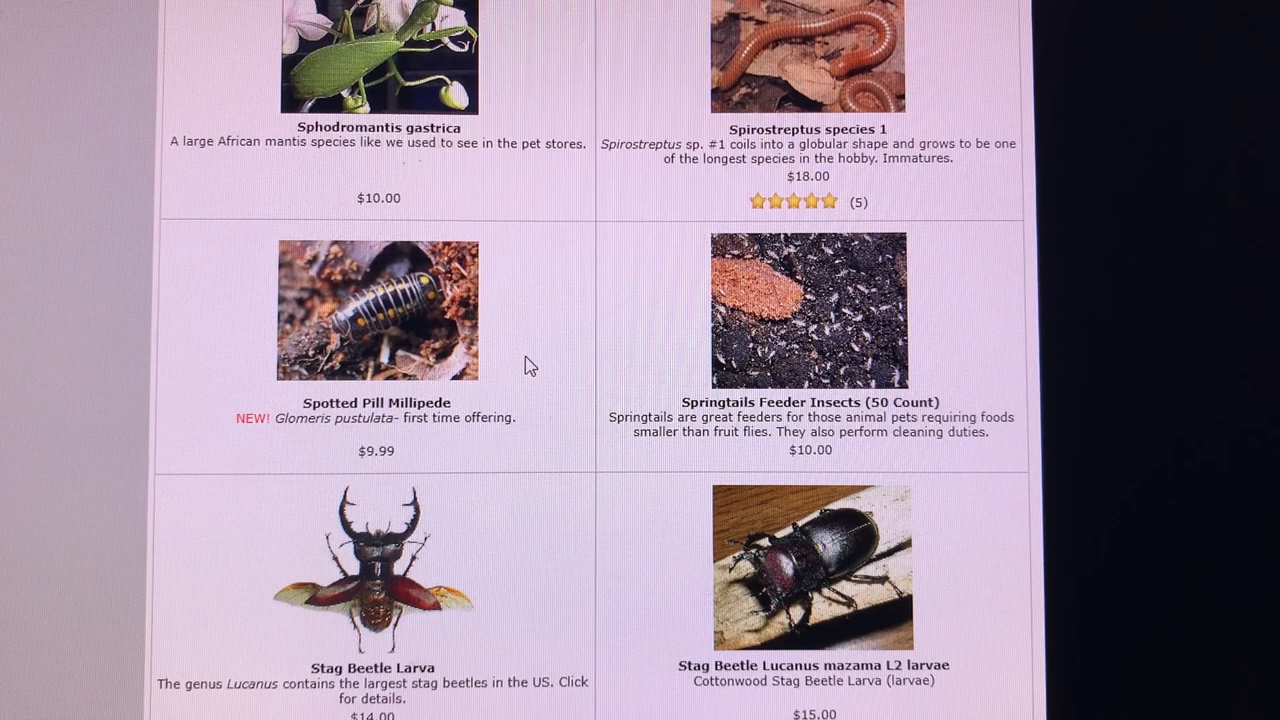 Sphodromantis gastrica
A large African mantis species like we used to see in the pet stores.
$10.00
Spirostreptus species 1
Spirostreptus sp. #1 coils into a globular shape and grows to be one
of the longest species in the hobby. Immatures.
$18.00
(5)
Spotted Pill Millipede
NEW! Glomeris pustulata- first time offering.
$9.99
Springtails Feeder Insects (50 Count)
Springtails are great feeders for those animal pets requiring foods
smaller than fruit flies. They also perform cleaning duties.
$10.00
Stag Beetle Larva
The genus Lucanus contains the largest stag beetles in the US. Click
for details.
$14.00
Stag Beetle Lucanus mazama L2 larvae
Cottonwood Stag Beetle Larva (larvae)
$15.00